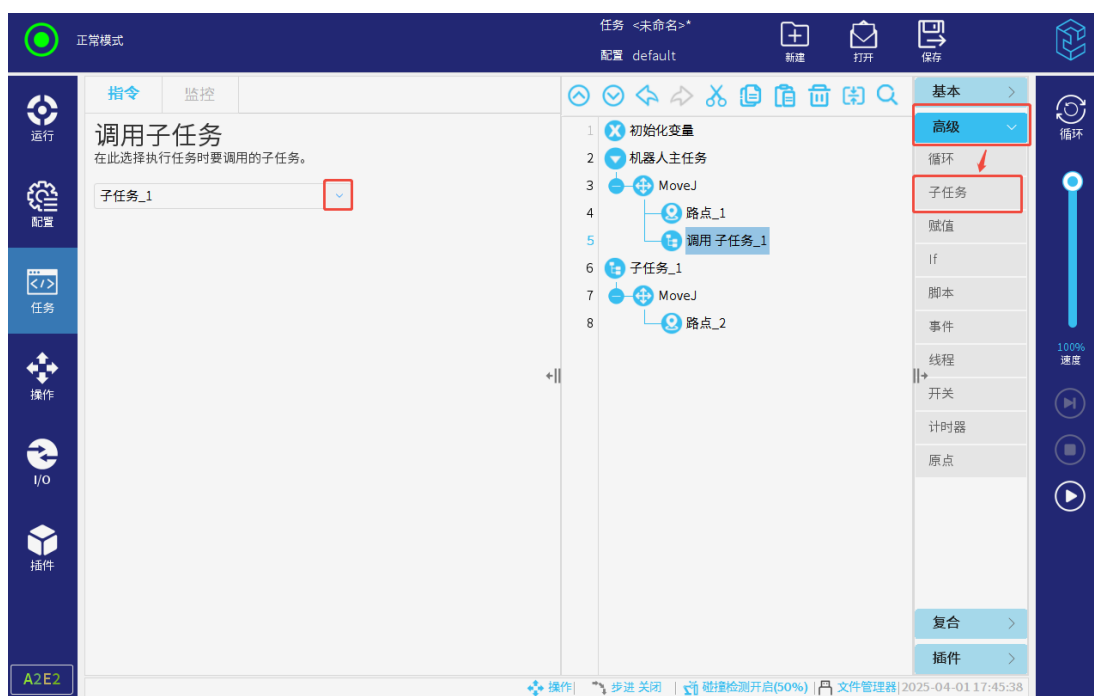 正常模式
任务 <未命名>*
配置 default
新建
打开
保存
运行
配置
任务
操作
I/O
插件
A2E2
指令
监控
调用子任务
在此选择执行任务时要调用的子任务。
子任务_1
1 初始化变量
2 机器人主任务
3 MoveJ
4 路点_1
5 调用 子任务_1
6 子任务_1
7 MoveJ
8 路点_2
基本
高级
循环
子任务
赋值
If
脚本
事件
线程
开关
计时器
原点
复合
插件
循环
100%
速度
操作| 步进 关闭 | 碰撞检测开启(50%) | 文件管理器|2025-04-01 17:45:38